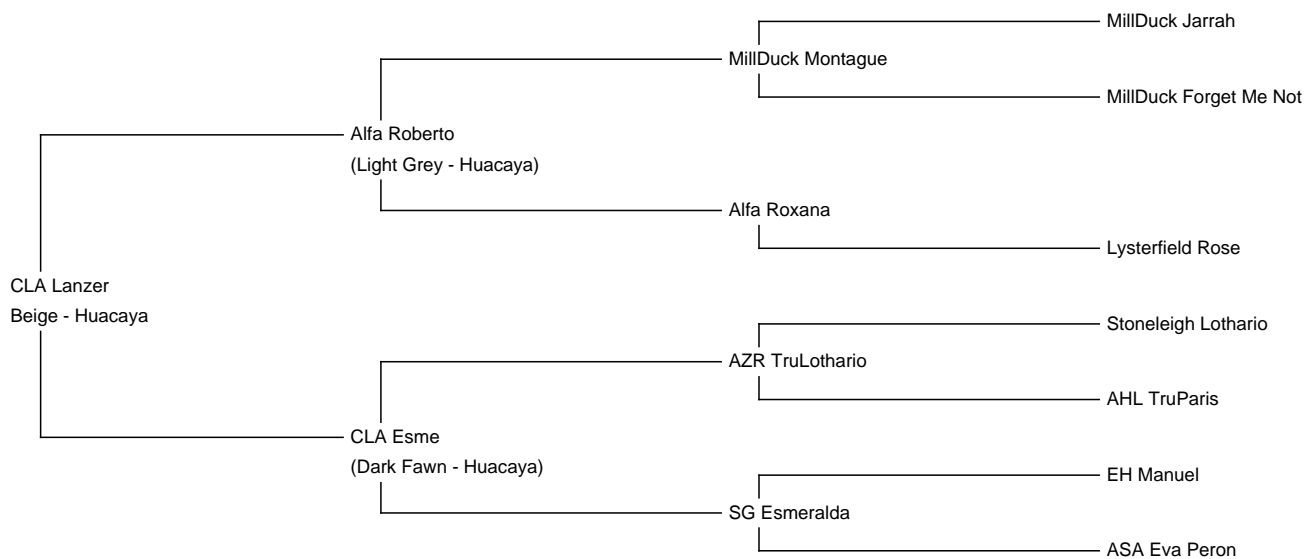 MillDuck Jarrah
MillDuck Montague
MillDuck Forget Me Not
Alfa Roberto
(Light Grey - Huacaya)
Alfa Roxana
Lysterfield Rose
CLA Lanzer
Beige - Huacaya
Stoneleigh Lothario
AZR TruLothario
AHL TruParis
CLA Esme
(Dark Fawn - Huacaya)
EH Manuel
SG Esmeralda
ASA Eva Peron